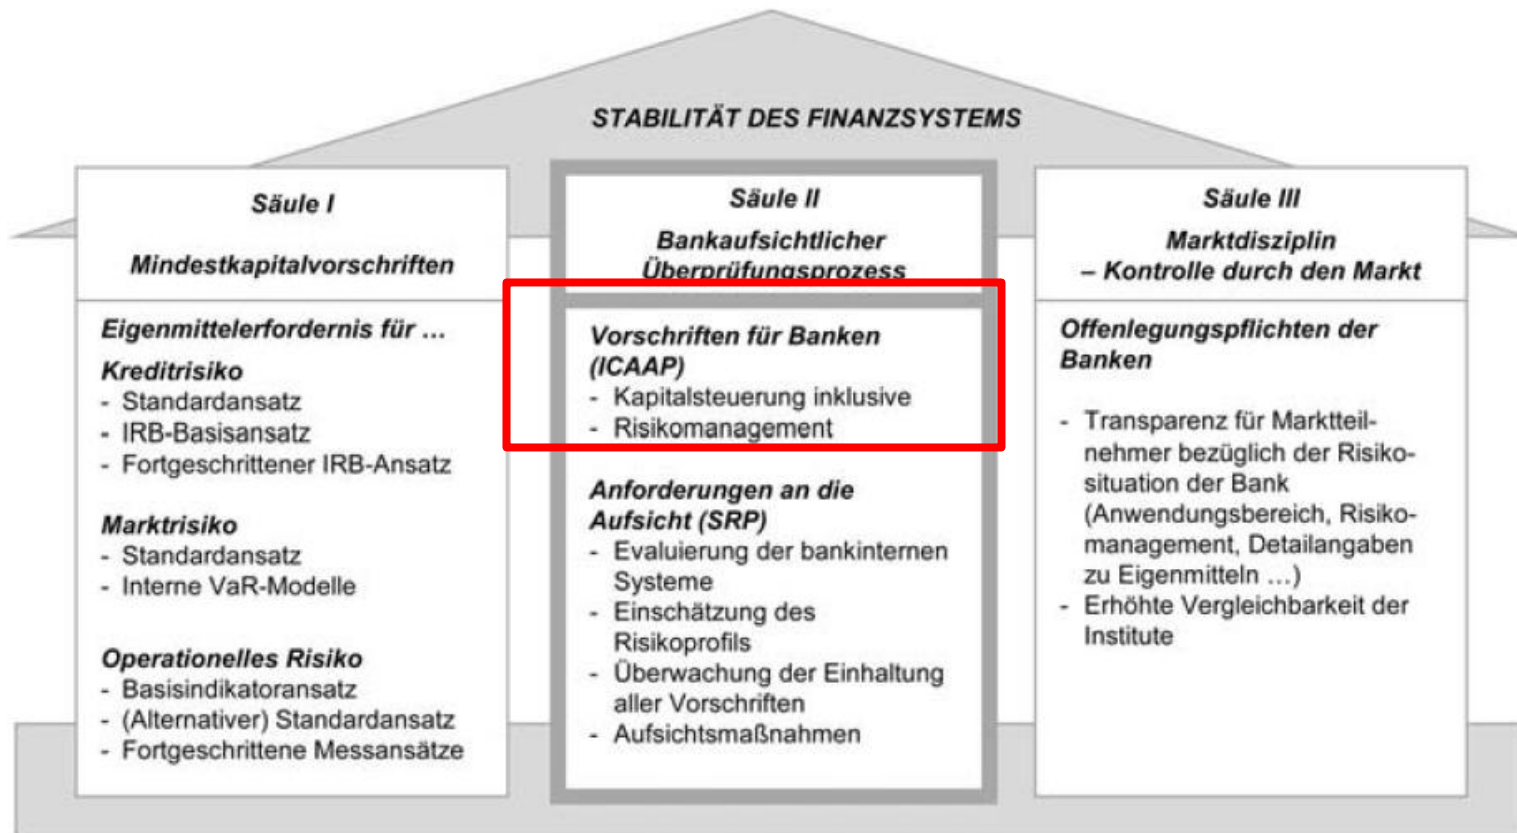 STABILITÄT DES FINANZSYSTEMS
Säule I
Mindestkapitalvorschriften
Eigenmittelerfordernis für …
Kreditrisiko
- Standardansatz
- IRB-Basisansatz
- Fortgeschrittener IRB-Ansatz
Marktrisiko
- Standardansatz
- Interne VaR-Modelle
Operationelles Risiko
- Basisindikatoransatz
- (Alternativer) Standardansatz
- Fortgeschrittene Messansätze
Säule II
Bankaufsichtlicher
Überprüfungsprozess
Vorschriften für Banken
(ICAAP)
- Kapitalsteuerung inklusive
- Risikomanagement
Anforderungen an die
Aufsicht (SRP)
- Evaluierung der bankinternen
Systeme
- Einschätzung des
Risikoprofils
- Überwachung der Einhaltung
aller Vorschriften
- Aufsichtsmaßnahmen
Säule III
Marktdisziplin
– Kontrolle durch den Markt
Offenlegungspflichten der
Banken
- Transparenz für Marktteil-
nehmer bezüglich der Risiko-
situation der Bank
(Anwendungsbereich, Risiko-
management, Detailangaben
zu Eigenmitteln …)
- Erhöhte Vergleichbarkeit der
Institute